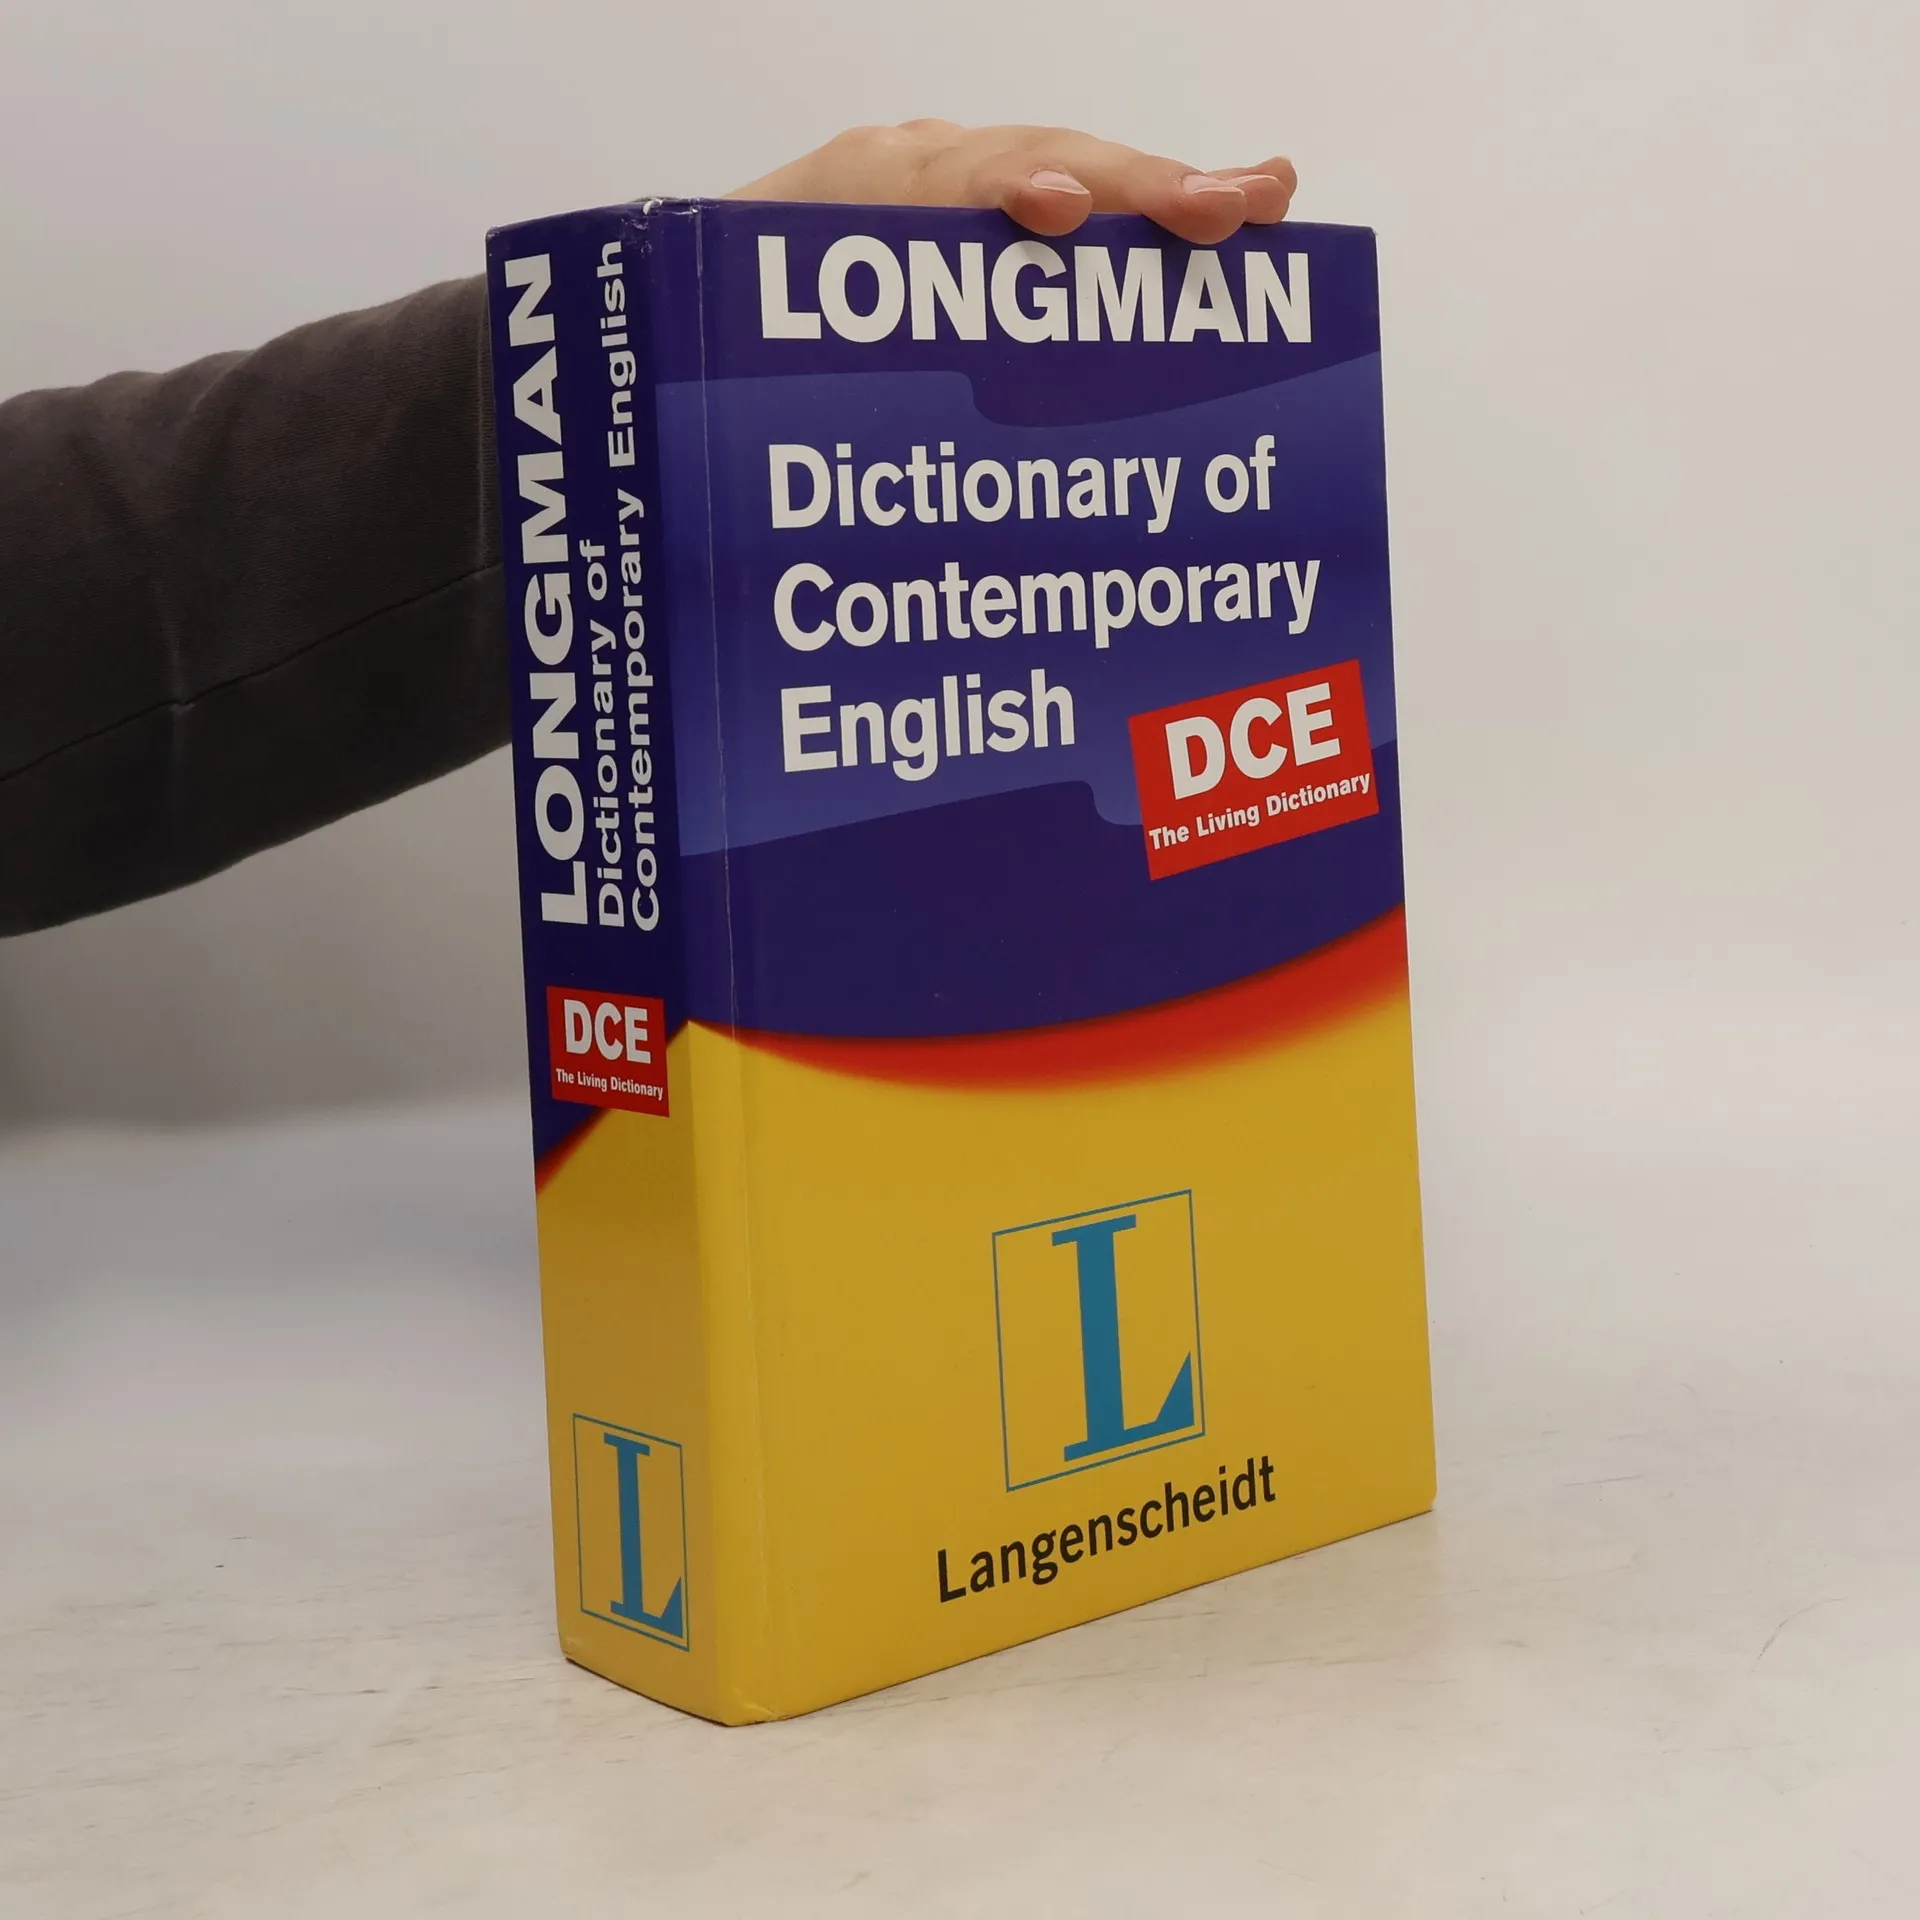 LONGMAN
Dictionary of
Contemporary English
DCE
The Living Dictionary
L
LONGMAN
Dictionary of
Contemporary
English
DCE
The Living Dictionary
L
Langenscheidt